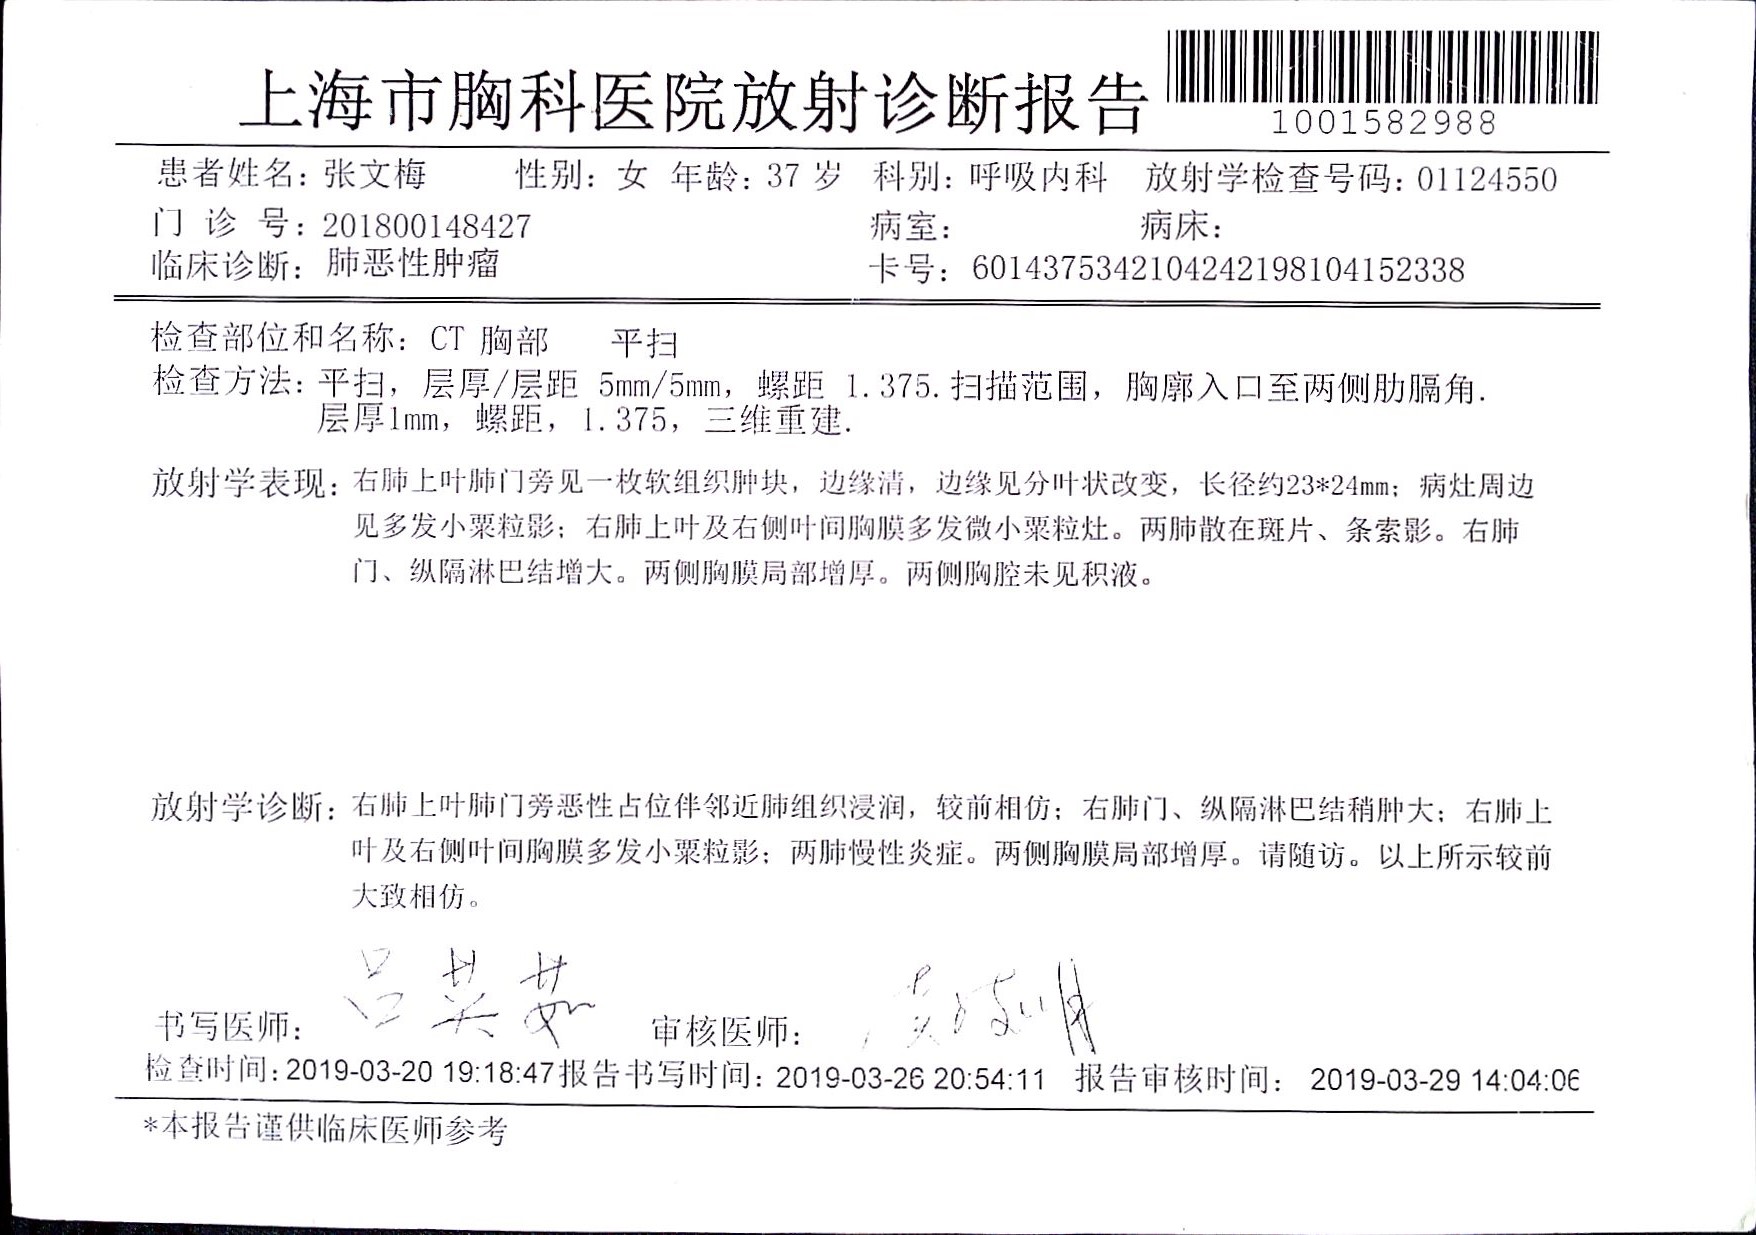 上海市胸科医院放射诊断报告
1001582988
患者姓名: 张文梅 性别: 女 年龄: 37 岁 科别: 呼吸内科 放射学检查号码: 01124550
门 诊 号: 201800148427 病室: 病床:
临床诊断: 肺恶性肿瘤 卡号: 6014375342104242198104152338
检查部位和名称: CT 胸部 平扫
检查方法: 平扫, 层厚/层距 5mm/5mm, 螺距 1.375. 扫描范围, 胸廓入口至两侧肋膈角.
层厚1mm, 螺距, 1.375, 三维重建.
放射学表现: 右肺上叶肺门旁见一枚软组织肿块, 边缘清, 边缘见分叶状改变, 长径约23*24mm; 病灶周边
见多发小粟粒影; 右肺上叶及右侧叶间胸膜多发微小粟粒灶。两肺散在斑片、条索影。右肺
门、纵隔淋巴结增大。两侧胸膜局部增厚。两侧胸腔未见积液。
放射学诊断: 右肺上叶肺门旁恶性占位伴邻近肺组织浸润, 较前相仿; 右肺门、纵隔淋巴结稍肿大; 右肺上
叶及右侧叶间胸膜多发小粟粒影; 两肺慢性炎症。两侧胸膜局部增厚。请随访。以上所示较前
大致相仿。
书写医师: 吕英茹 审核医师:
检查时间: 2019-03-20 19:18:47 报告书写时间: 2019-03-26 20:54:11 报告审核时间: 2019-03-29 14:04:06
*本报告谨供临床医师参考